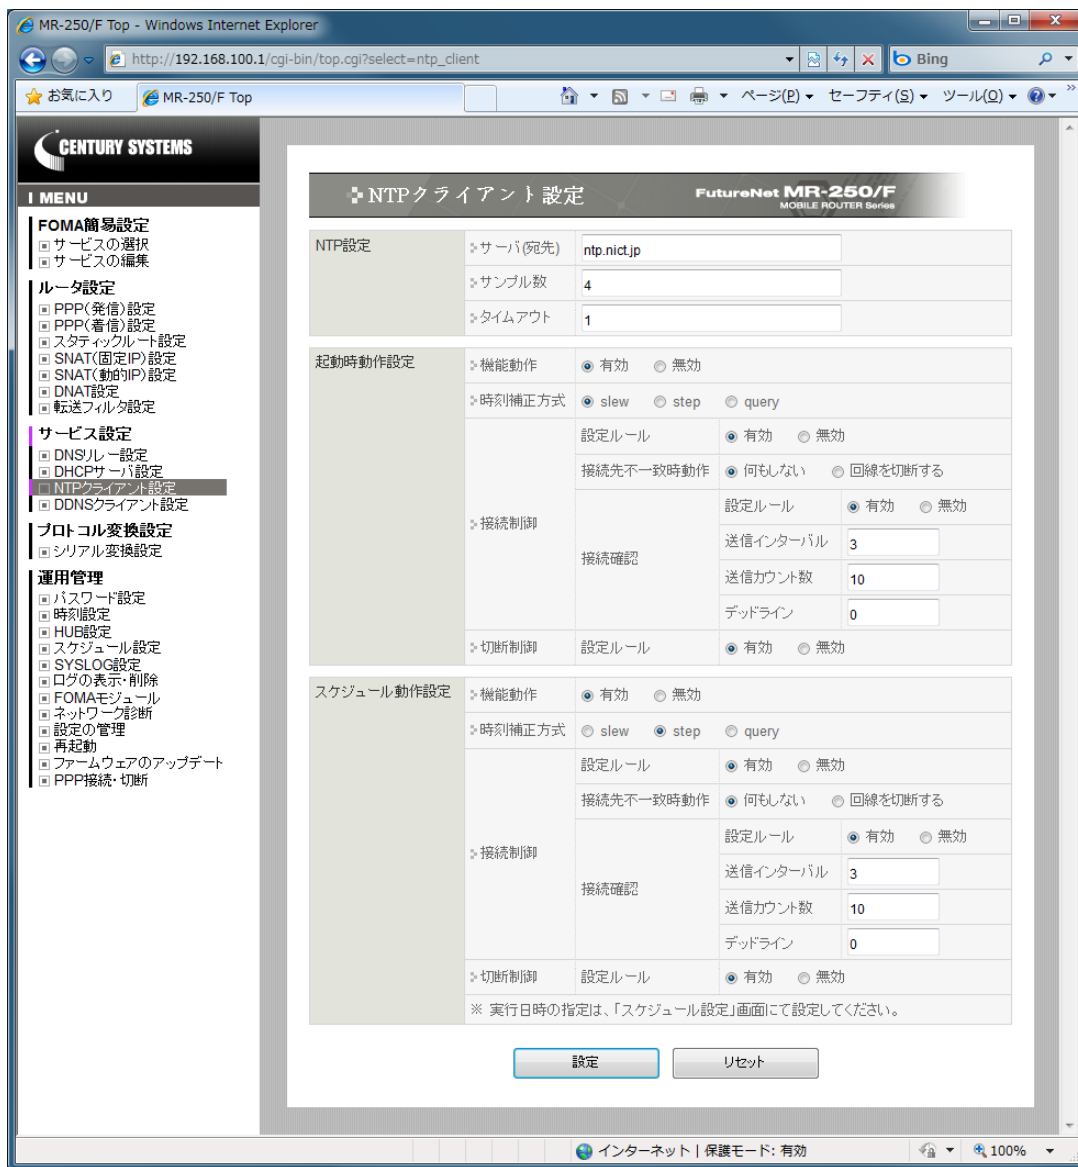 MR-250/F Top - Windows Internet Explorer
http://192.168.100.1/cgi-bin/top.cgi?select=ntp_client
Bing
お気に入り
MR-250/F Top
ページ(P)
セーフティ(S)
ツール(O)
»
CENTURY SYSTEMS
MENU
FOMA簡易設定
サービスの選択
サービスの編集
ルータ設定
PPP(発信)設定
PPP(着信)設定
スタティックルート設定
SNAT(固定IP)設定
SNAT(動的IP)設定
DNAT設定
転送フィルタ設定
サービス設定
DNSリレー設定
DHCPサーバ設定
NTPクライアント設定
DDNSクライアント設定
プロトコル変換設定
シリアル変換設定
運用管理
パスワード設定
時刻設定
HUB設定
スケジュール設定
SYSLOG設定
ログの表示・削除
FOMAモジュール
ネットワーク診断
設定の管理
再起動
ファームウェアのアップデート
PPP接続・切断
NTPクライアント設定
FutureNet MR-250/F
MOBILE ROUTER Series
NTP設定
サーバ(宛先) ntp.nict.jp
サンプル数 4
タイムアウト 1
起動時動作設定
機能動作 有効 無効
時刻補正方式 slew step query
接続制御
設定ルール 有効 無効
接続先不一致時動作 何もしない 回線を切断する
接続確認
設定ルール 有効 無効
送信インターバル 3
送信カウント数 10
デッドライン 0
切断制御 設定ルール 有効 無効
スケジュール動作設定
機能動作 有効 無効
時刻補正方式 slew step query
接続制御
設定ルール 有効 無効
接続先不一致時動作 何もしない 回線を切断する
接続確認
設定ルール 有効 無効
送信インターバル 3
送信カウント数 10
デッドライン 0
切断制御 設定ルール 有効 無効
※ 実行日時の指定は、「スケジュール設定」画面にて設定してください。
設定 リセット
インターネット | 保護モード: 有効
100%